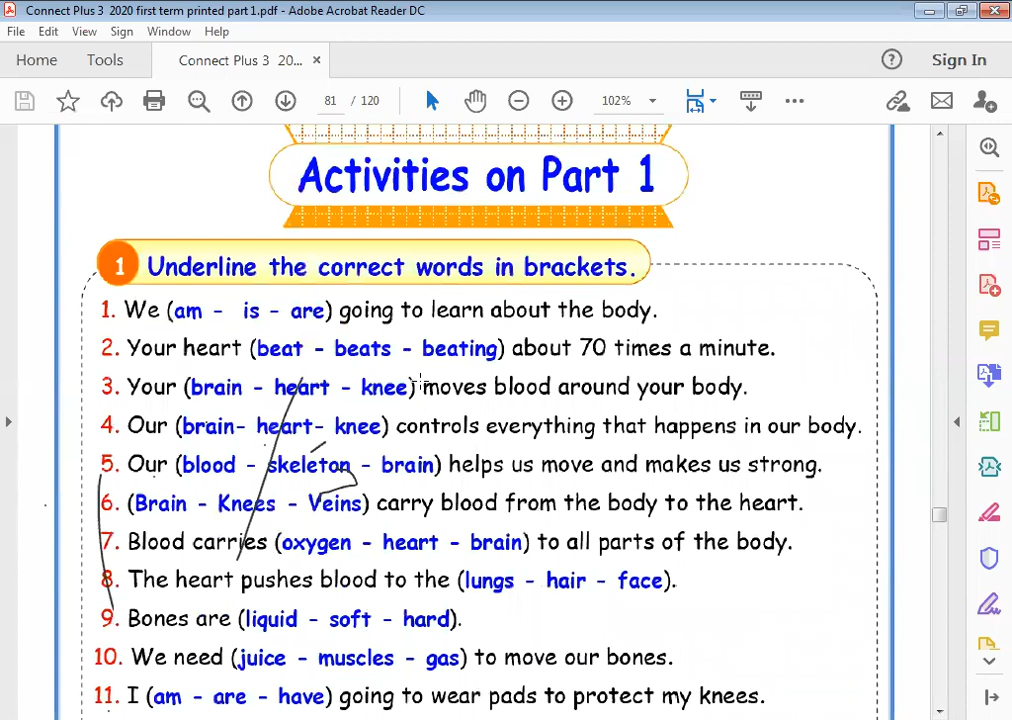 Connect Plus 3 2020 first term printed part 1.pdf - Adobe Acrobat Reader DC
File Edit View Sign Window Help
Home Tools Connect Plus 3 20... × Sign In
81 / 120 102%
Activities on Part 1
1 Underline the correct words in brackets.
1. We (am - is - are) going to learn about the body.
2. Your heart (beat - beats - beating) about 70 times a minute.
3. Your (brain - heart - knee) moves blood around your body.
4. Our (brain- heart- knee) controls everything that happens in our body.
5. Our (blood - skeleton - brain) helps us move and makes us strong.
6. (Brain - Knees - Veins) carry blood from the body to the heart.
7. Blood carries (oxygen - heart - brain) to all parts of the body.
8. The heart pushes blood to the (lungs - hair - face).
9. Bones are (liquid - soft - hard).
10. We need (juice - muscles - gas) to move our bones.
11. I (am - are - have) going to wear pads to protect my knees.